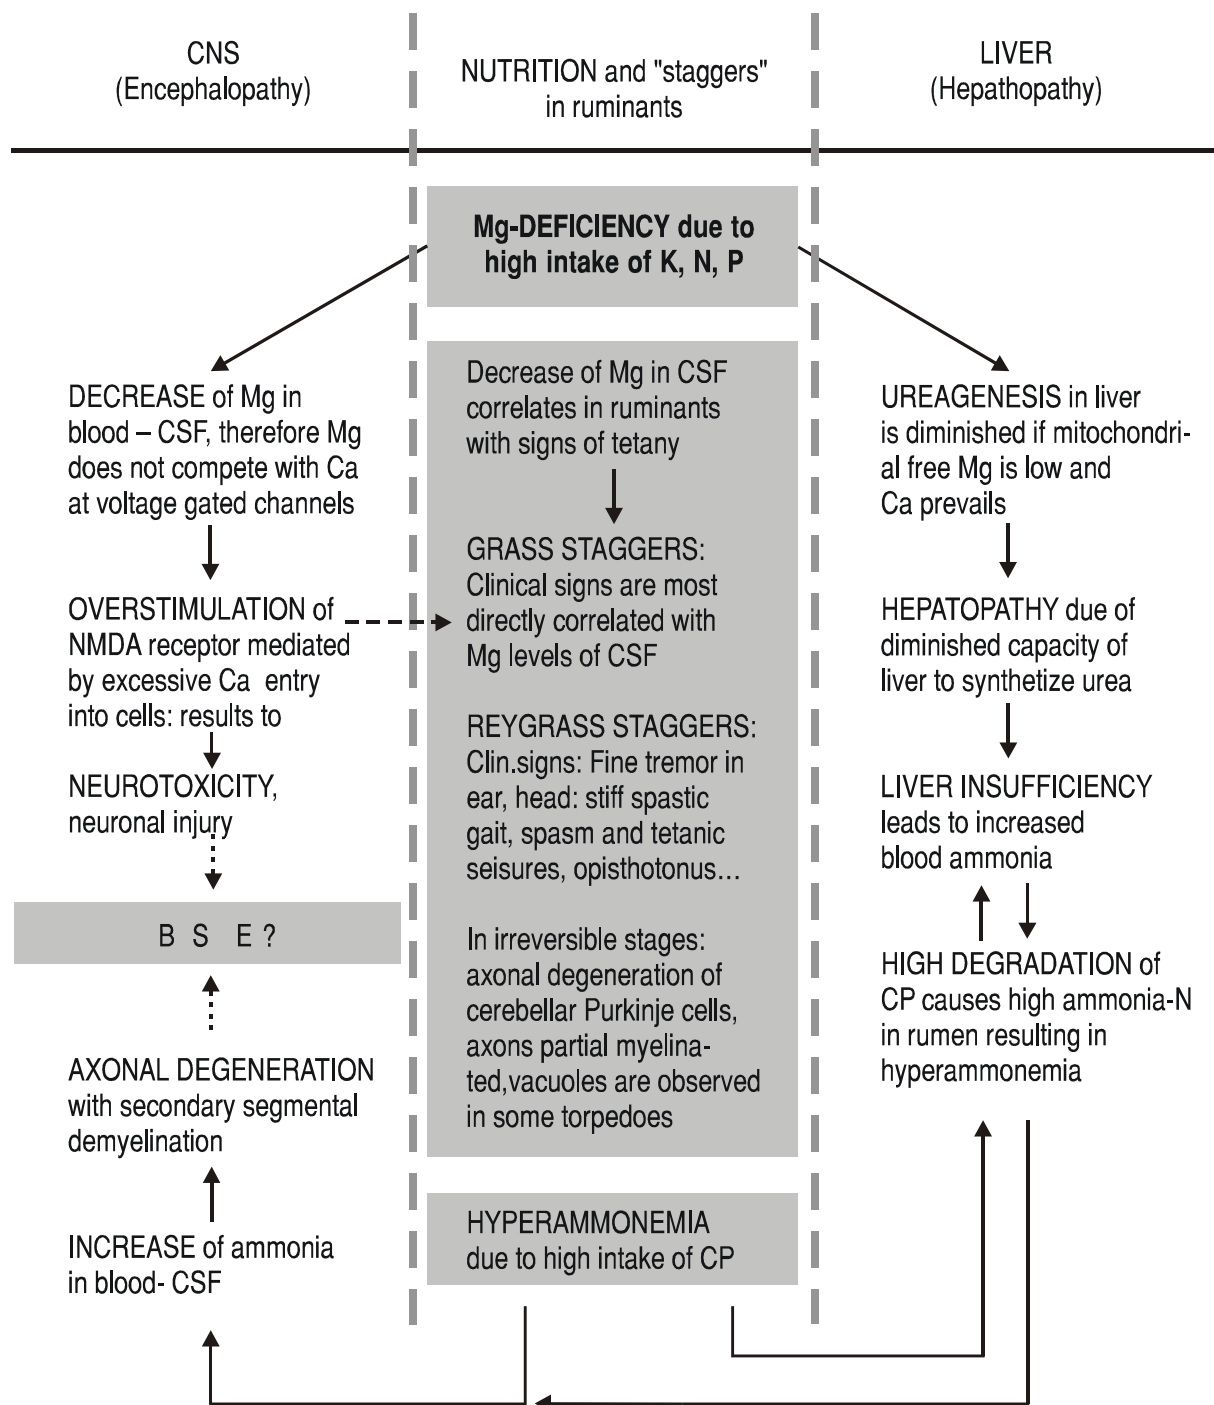 CNS
(Encephalopathy)
NUTRITION and "staggers"
in ruminants
LIVER
(Hepathopathy)
Mg-DEFICIENCY due to
high intake of K, N, P
DECREASE of Mg in
blood – CSF, therefore Mg
does not compete with Ca
at voltage gated channels
OVERSTIMULATION of
NMDA receptor mediated
by excessive Ca entry
into cells: results to
NEUROTOXICITY,
neuronal injury
B S E ?
AXONAL DEGENERATION
with secondary segmental
demyelination
INCREASE of ammonia
in blood- CSF
Decrease of Mg in CSF
correlates in ruminants
with signs of tetany
GRASS STAGGERS:
Clinical signs are most
directly correlated with
Mg levels of CSF
REYGRASS STAGGERS:
Clin.signs: Fine tremor in
ear, head: stiff spastic
gait, spasm and tetanic
seisures, opisthotonus...
In irreversible stages:
axonal degeneration of
cerebellar Purkinje cells,
axons partial myelina-
ted,vacuoles are observed
in some torpedoes
HYPERAMMONEMIA
due to high intake of CP
UREAGENESIS in liver
is diminished if mitochondri-
al free Mg is low and
Ca prevails
HEPATOPATHY due of
diminished capacity of
liver to synthetize urea
LIVER INSUFFICIENCY
leads to increased
blood ammonia
HIGH DEGRADATION of
CP causes high ammonia-N
in rumen resulting in
hyperammonemia